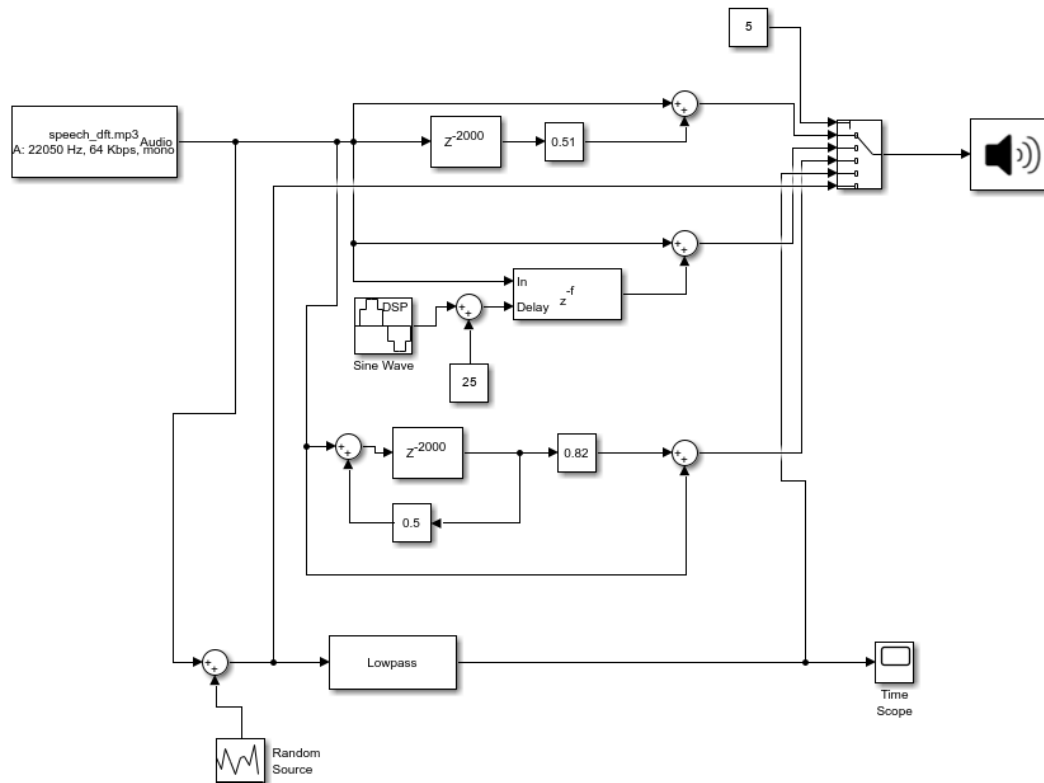 5
speech_dft.mp3
Audio
A: 22050 Hz, 64 Kbps, mono
Z-2000
0.51
In
Delay
z-f
DSP
Sine Wave
25
Z-2000
0.82
0.5
Lowpass
Time
Scope
Random
Source